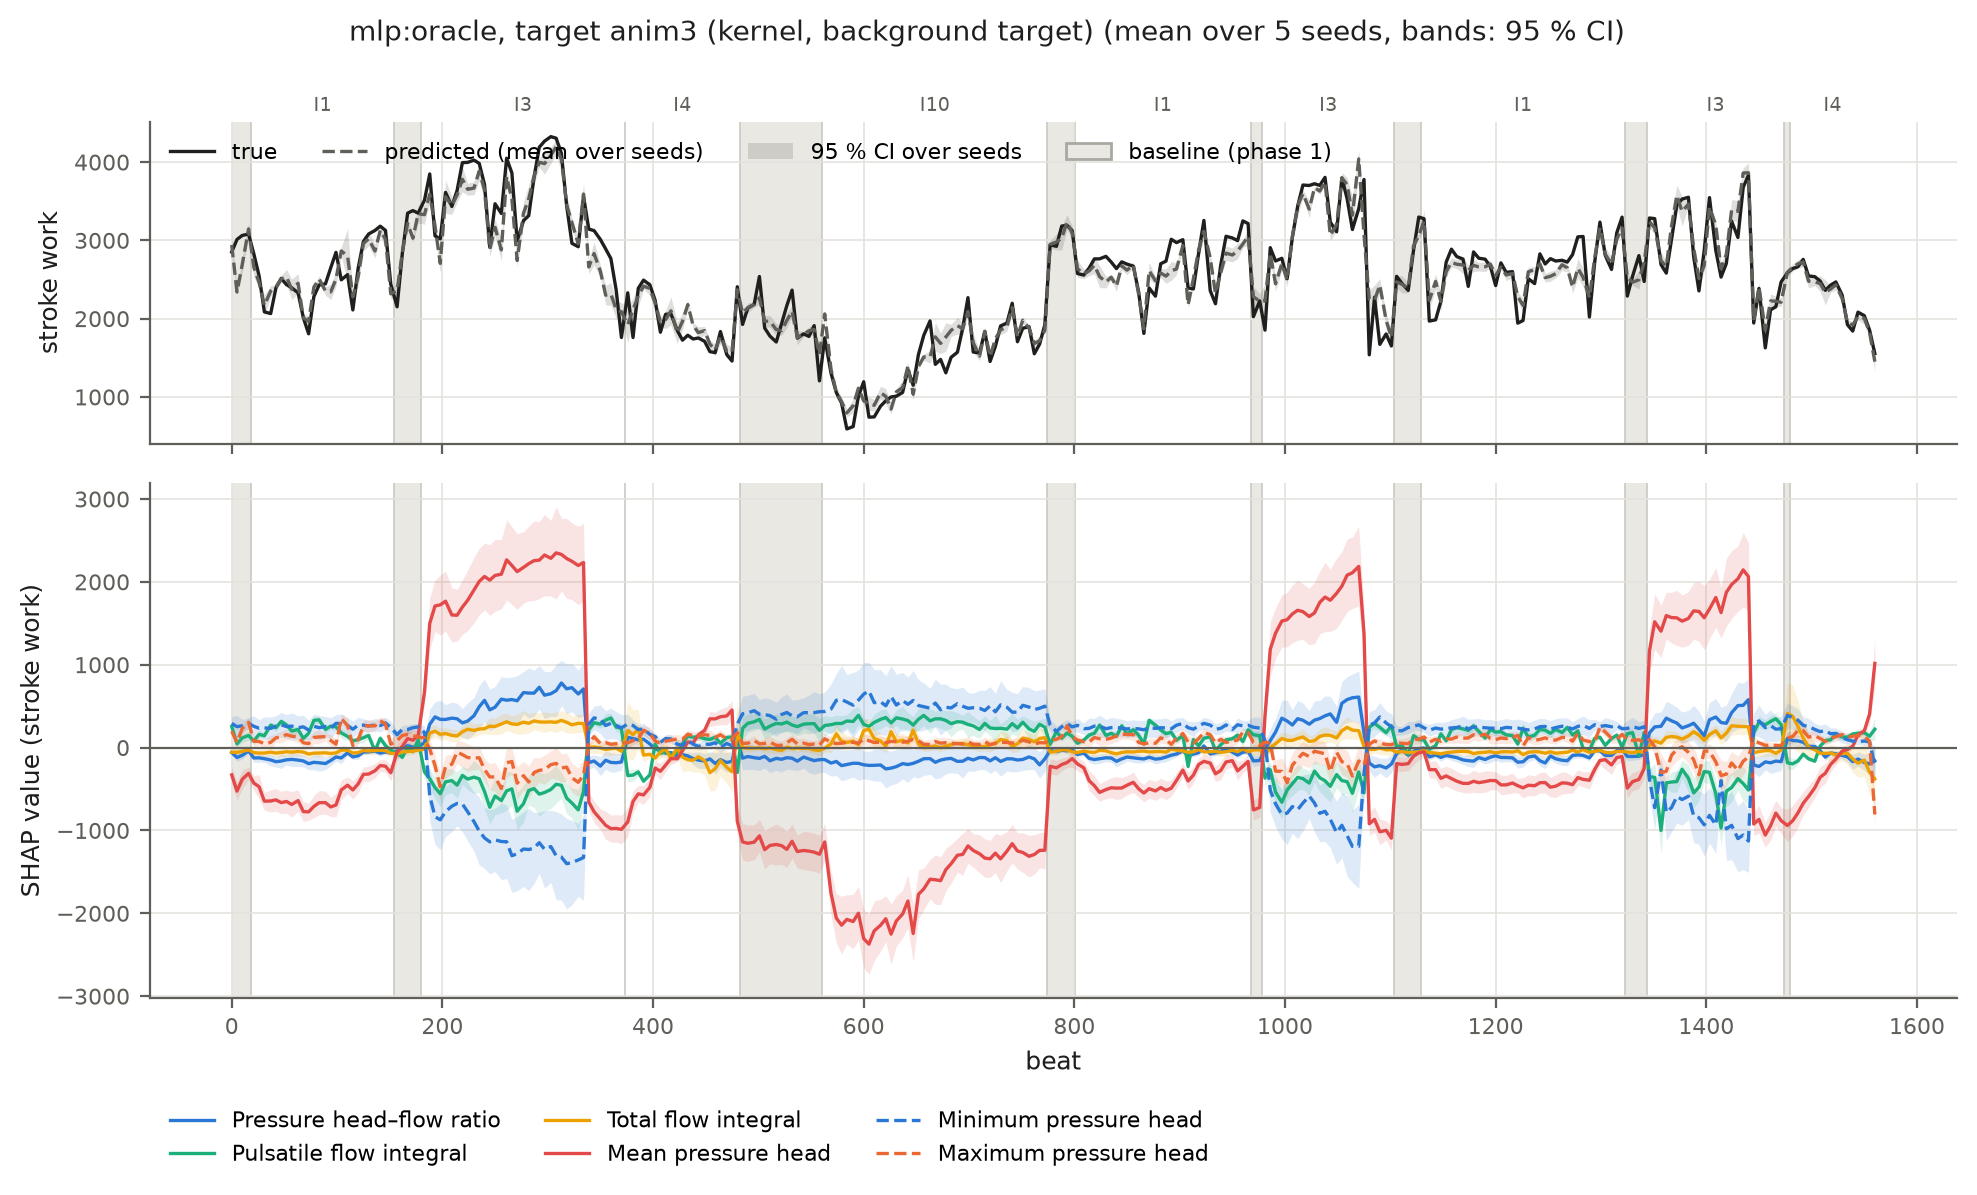 mlp:oracle, target anim3 (kernel, background target) (mean over 5 seeds, bands: 95 % CI)
I1 I3 I4 I10 I1 I3 I1 I3 I4
true predicted (mean over seeds) 95 % CI over seeds baseline (phase 1)
stroke work
4000
3000
2000
1000
SHAP value (stroke work)
3000
2000
1000
0
−1000
−2000
−3000
0 200 400 600 800 1000 1200 1400 1600
beat
Pressure head–flow ratio Total flow integral Minimum pressure head
Pulsatile flow integral Mean pressure head Maximum pressure head